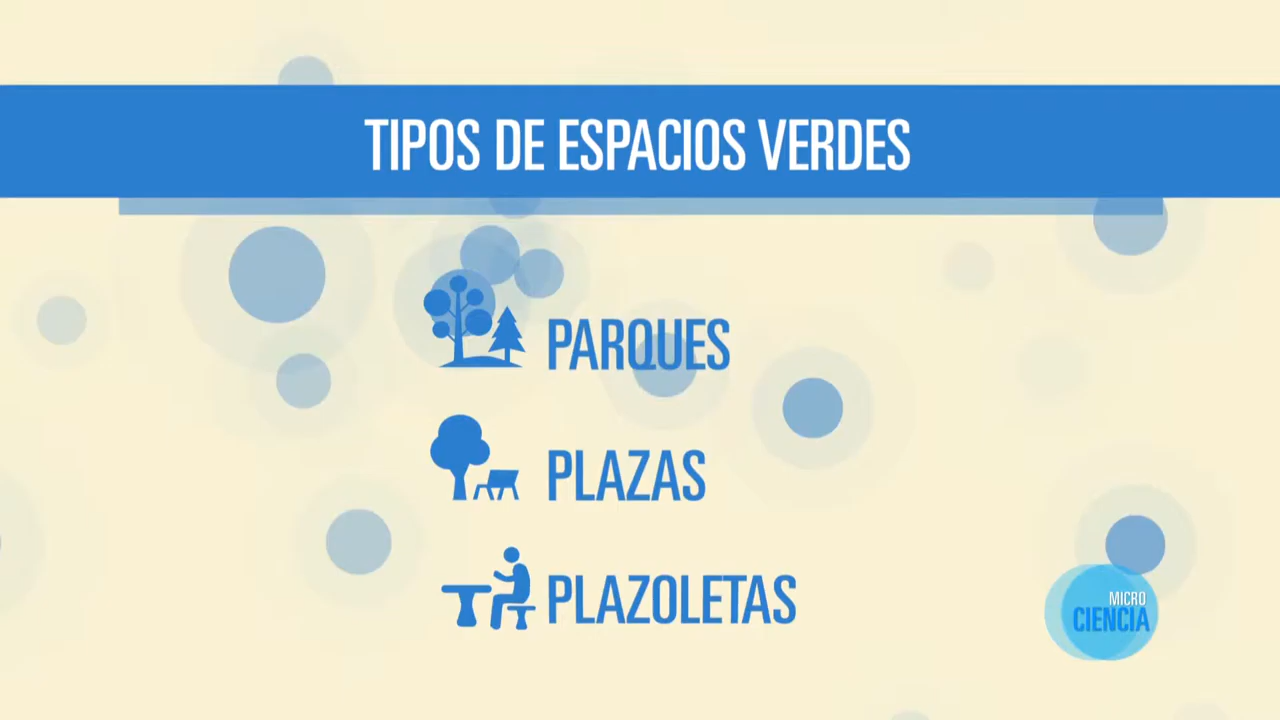 TIPOS DE ESPACIOS VERDES
PARQUES
PLAZAS
PLAZOLETAS
MICRO
CIENCIA